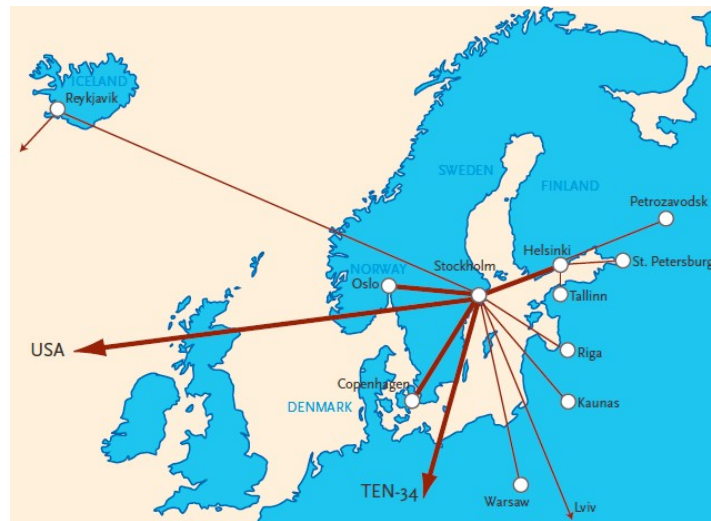 ICELAND
Reykjavik
SWEDEN
FINLAND
Petrozavodsk
Helsinki
St. Petersburg
Stockholm
NORWAY
Oslo
Tallinn
USA
Riga
Copenhagen
DENMARK
Kaunas
TEN-34
Warsaw
Lviv